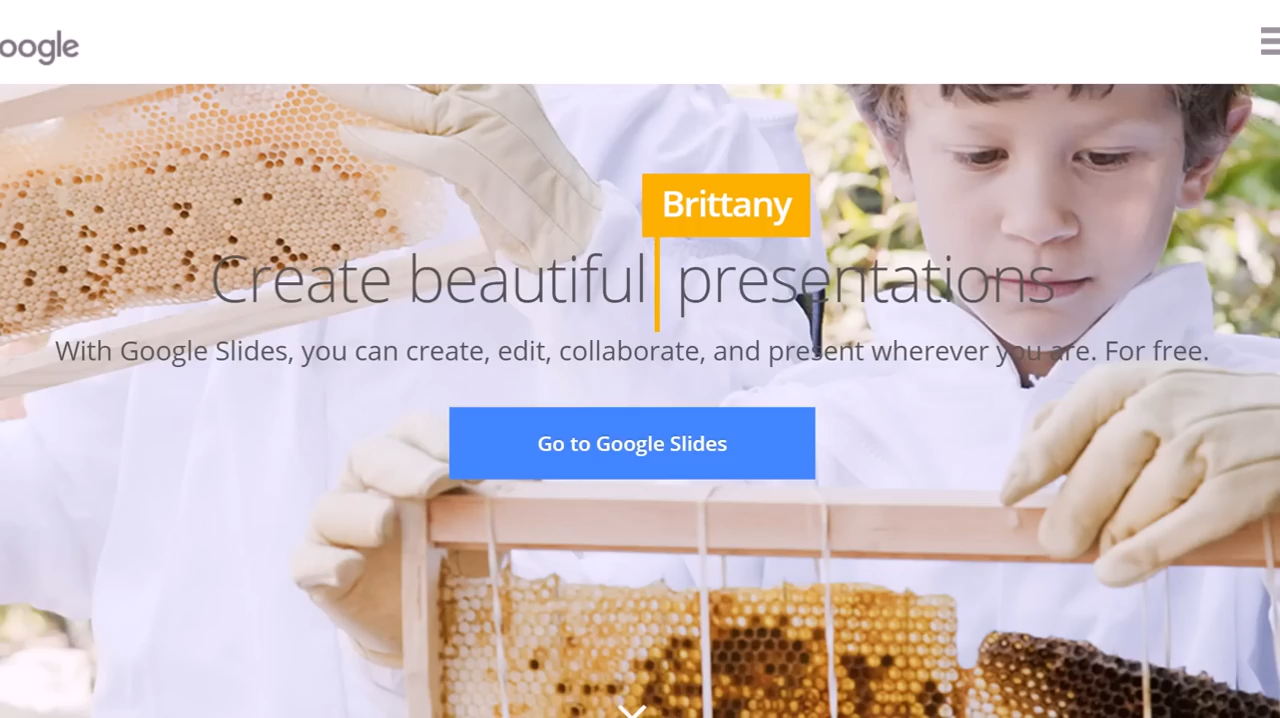 oogle
Brittany
Create beautiful presentations
With Google Slides, you can create, edit, collaborate, and present wherever you are. For free.
Go to Google Slides